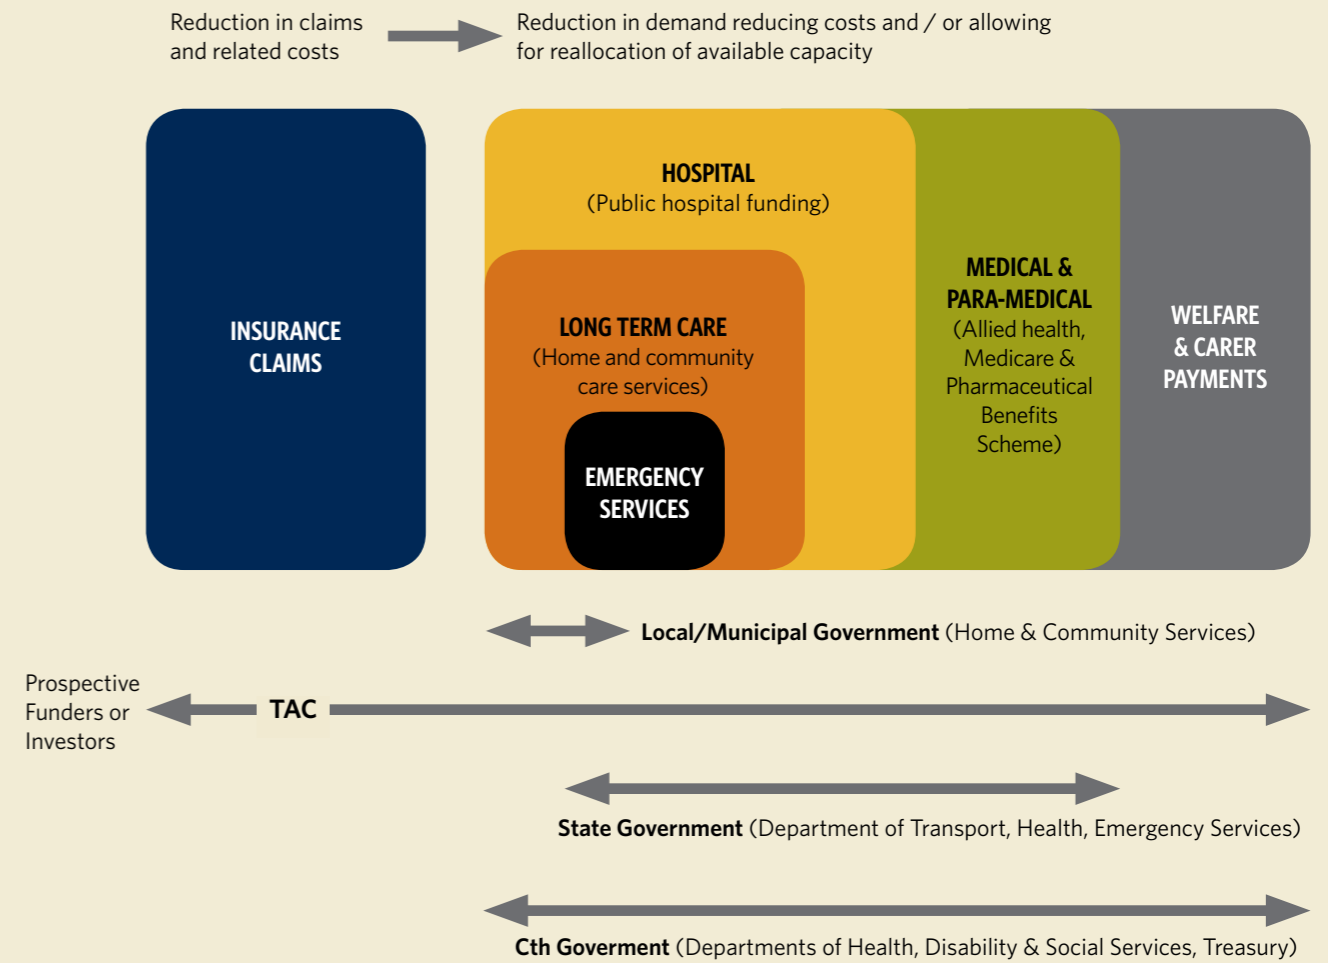 Reduction in claims
and related costs
Reduction in demand reducing costs and / or allowing
for reallocation of available capacity
INSURANCE
CLAIMS
HOSPITAL
(Public hospital funding)
LONG TERM CARE
(Home and community
care services)
EMERGENCY
SERVICES
MEDICAL &
PARA-MEDICAL
(Allied health,
Medicare &
Pharmaceutical
Benefits
Scheme)
WELFARE
& CARER
PAYMENTS
Local/Municipal Government (Home & Community Services)
Prospective
Funders or
Investors
TAC
State Government (Department of Transport, Health, Emergency Services)
Cth Goverment (Departments of Health, Disability & Social Services, Treasury)